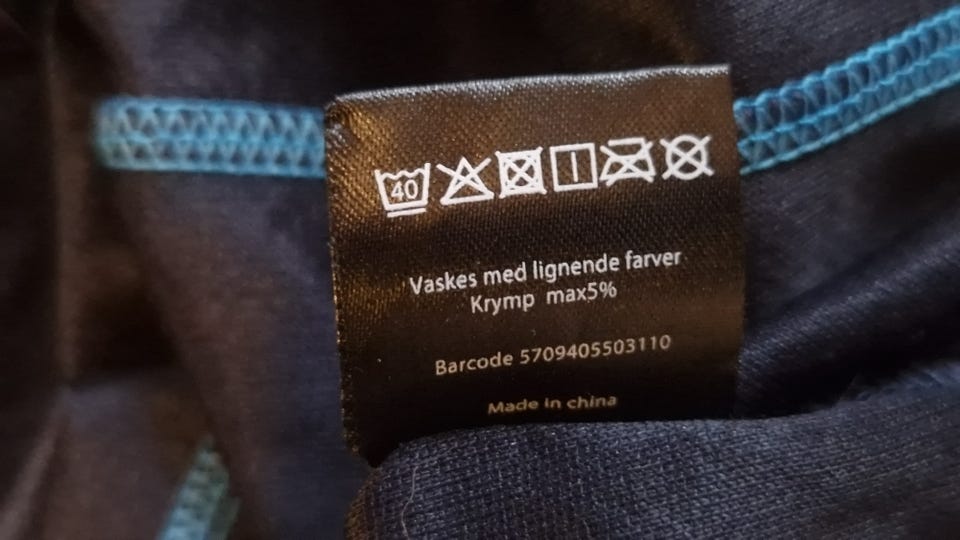 40
Vaskes med lignende farver
Krymp max5%
Barcode 5709405503110
Made in china